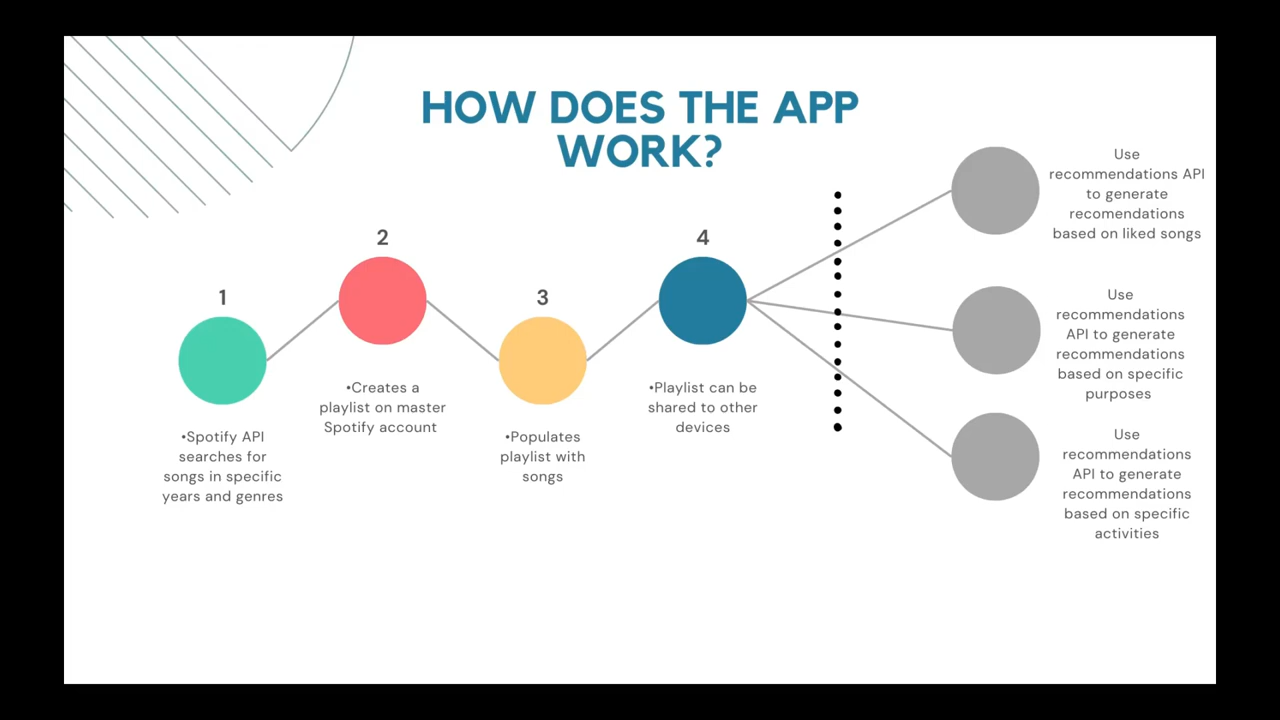 HOW DOES THE APP
WORK?
1
•Spotify API
searches for
songs in specific
years and genres
2
•Creates a
playlist on master
Spotify account
3
•Populates
playlist with
songs
4
•Playlist can be
shared to other
devices
Use
recommendations API
to generate
recomendations
based on liked songs
Use
recommendations
API to generate
recommendations
based on specific
purposes
Use
recommendations
API to generate
recommendations
based on specific
activities